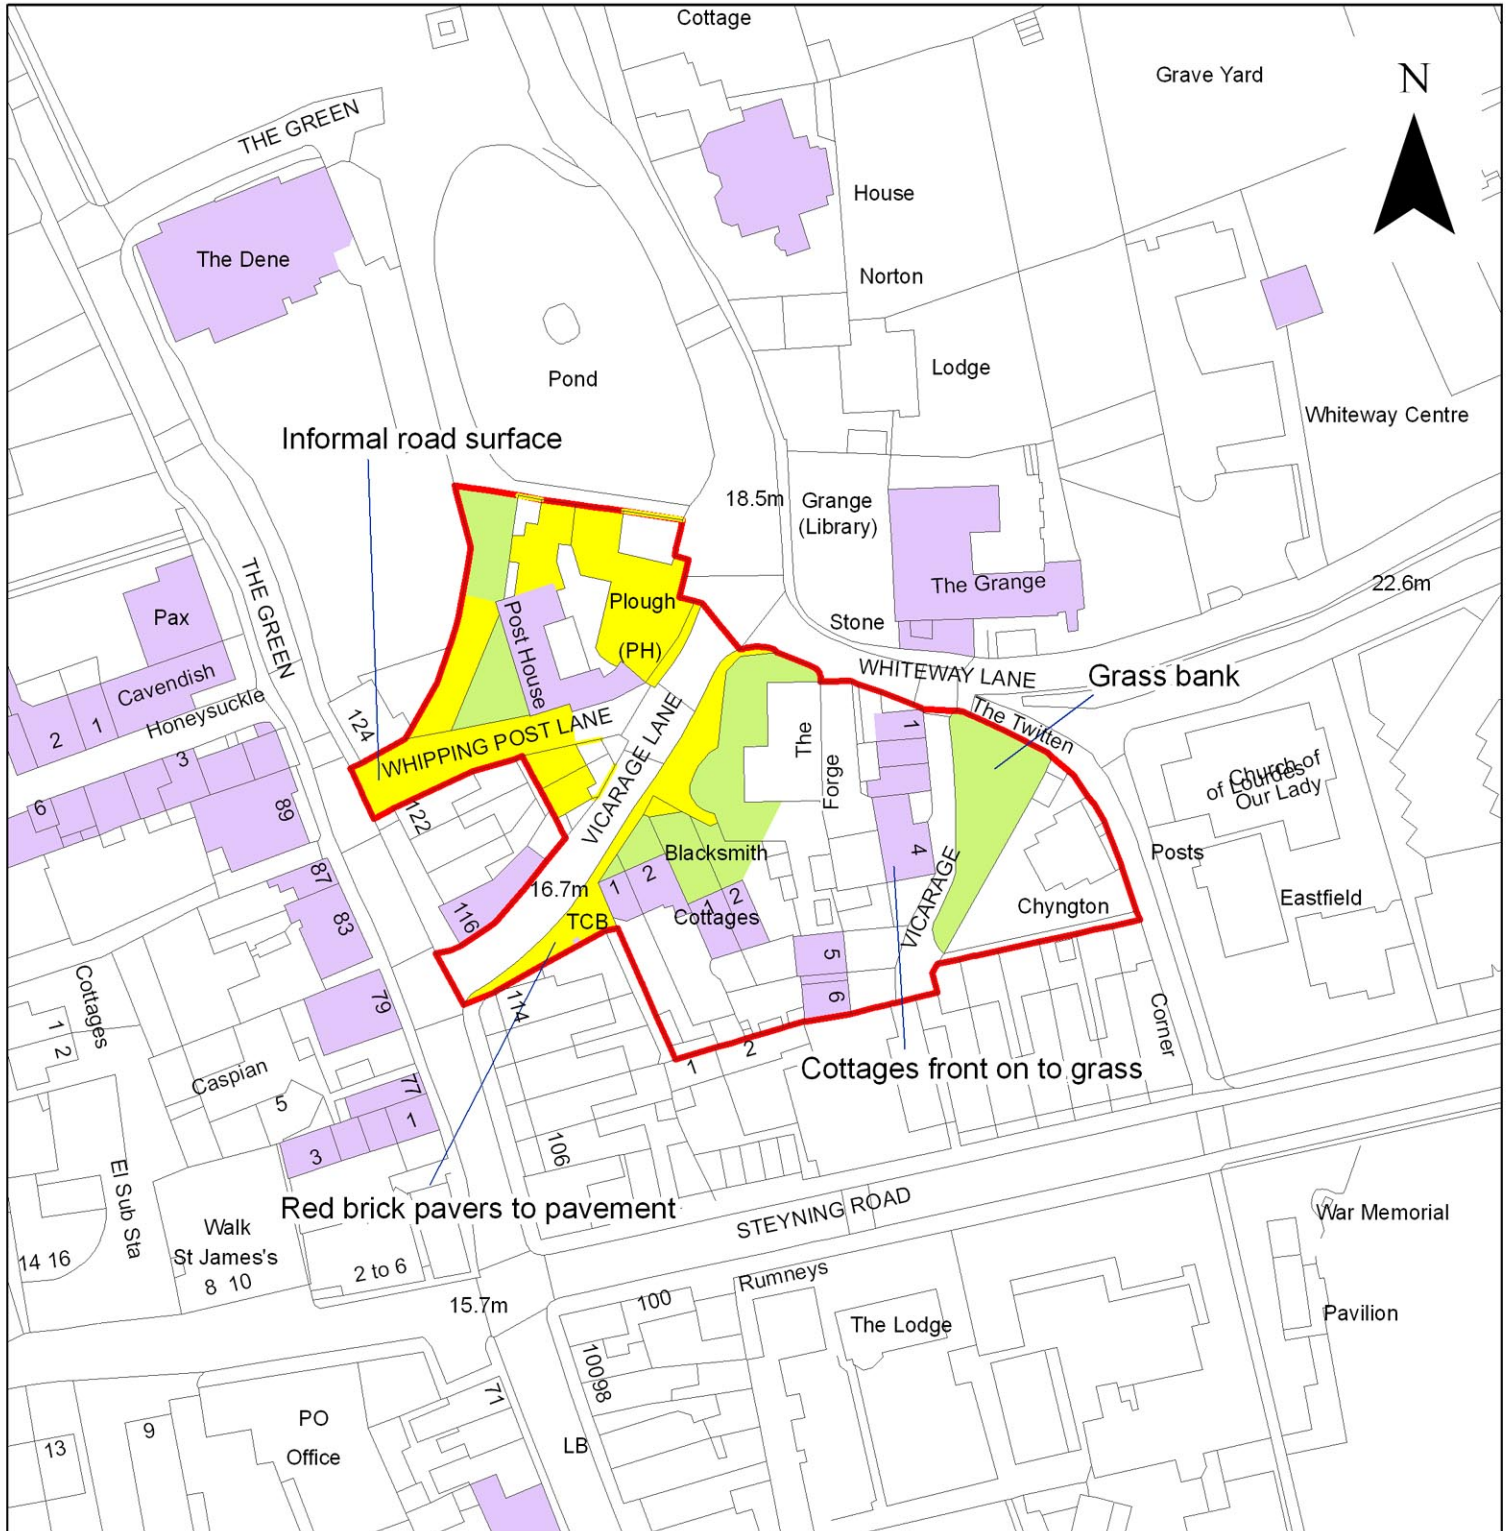 Cottage
Grave Yard
N
THE GREEN
House
The Dene
Norton
Pond
Lodge
Whiteway Centre
Informal road surface
18.5m
Grange
(Library)
THE GREEN
The Grange
22.6m
Plough
Pax
Post House
Stone
(PH)
WHITEWAY LANE
Grass bank
Cavendish
The Twitten
Honeysuckle
2
1
124
WHIPPING POST LANE
VICARAGE LANE
The
Forge
1
3
Church of
of Lourdes
Our Lady
6
89
122
Blacksmith
4
Posts
87
1
2
16.7m
Eastfield
116
83
TCB
1
2
Cottages
VICARAGE
Chyngton
5
6
Cottages
1
2
79
114
Corner
2
1
Cottages front on to grass
Caspian
5
77
1
3
106
El Sub Sta
Red brick pavers to pavement
STEYNING ROAD
War Memorial
Walk
St James's
8 10
14 16
2 to 6
Rumneys
15.7m
100
The Lodge
Pavilion
10098
71
PO
Office
9
13
LB